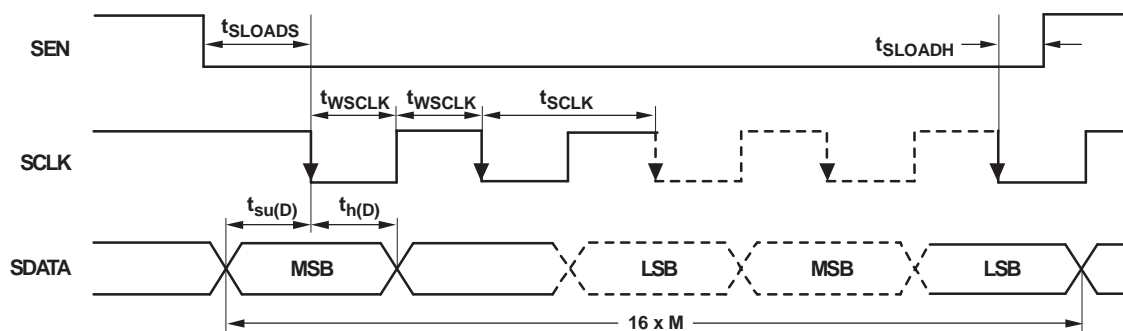 SEN
tSLOADS
tSLOADH
tWSCLK
tWSCLK
tSCLK
SCLK
tsu(D)
th(D)
SDATA
MSB
LSB
MSB
LSB
16 x M